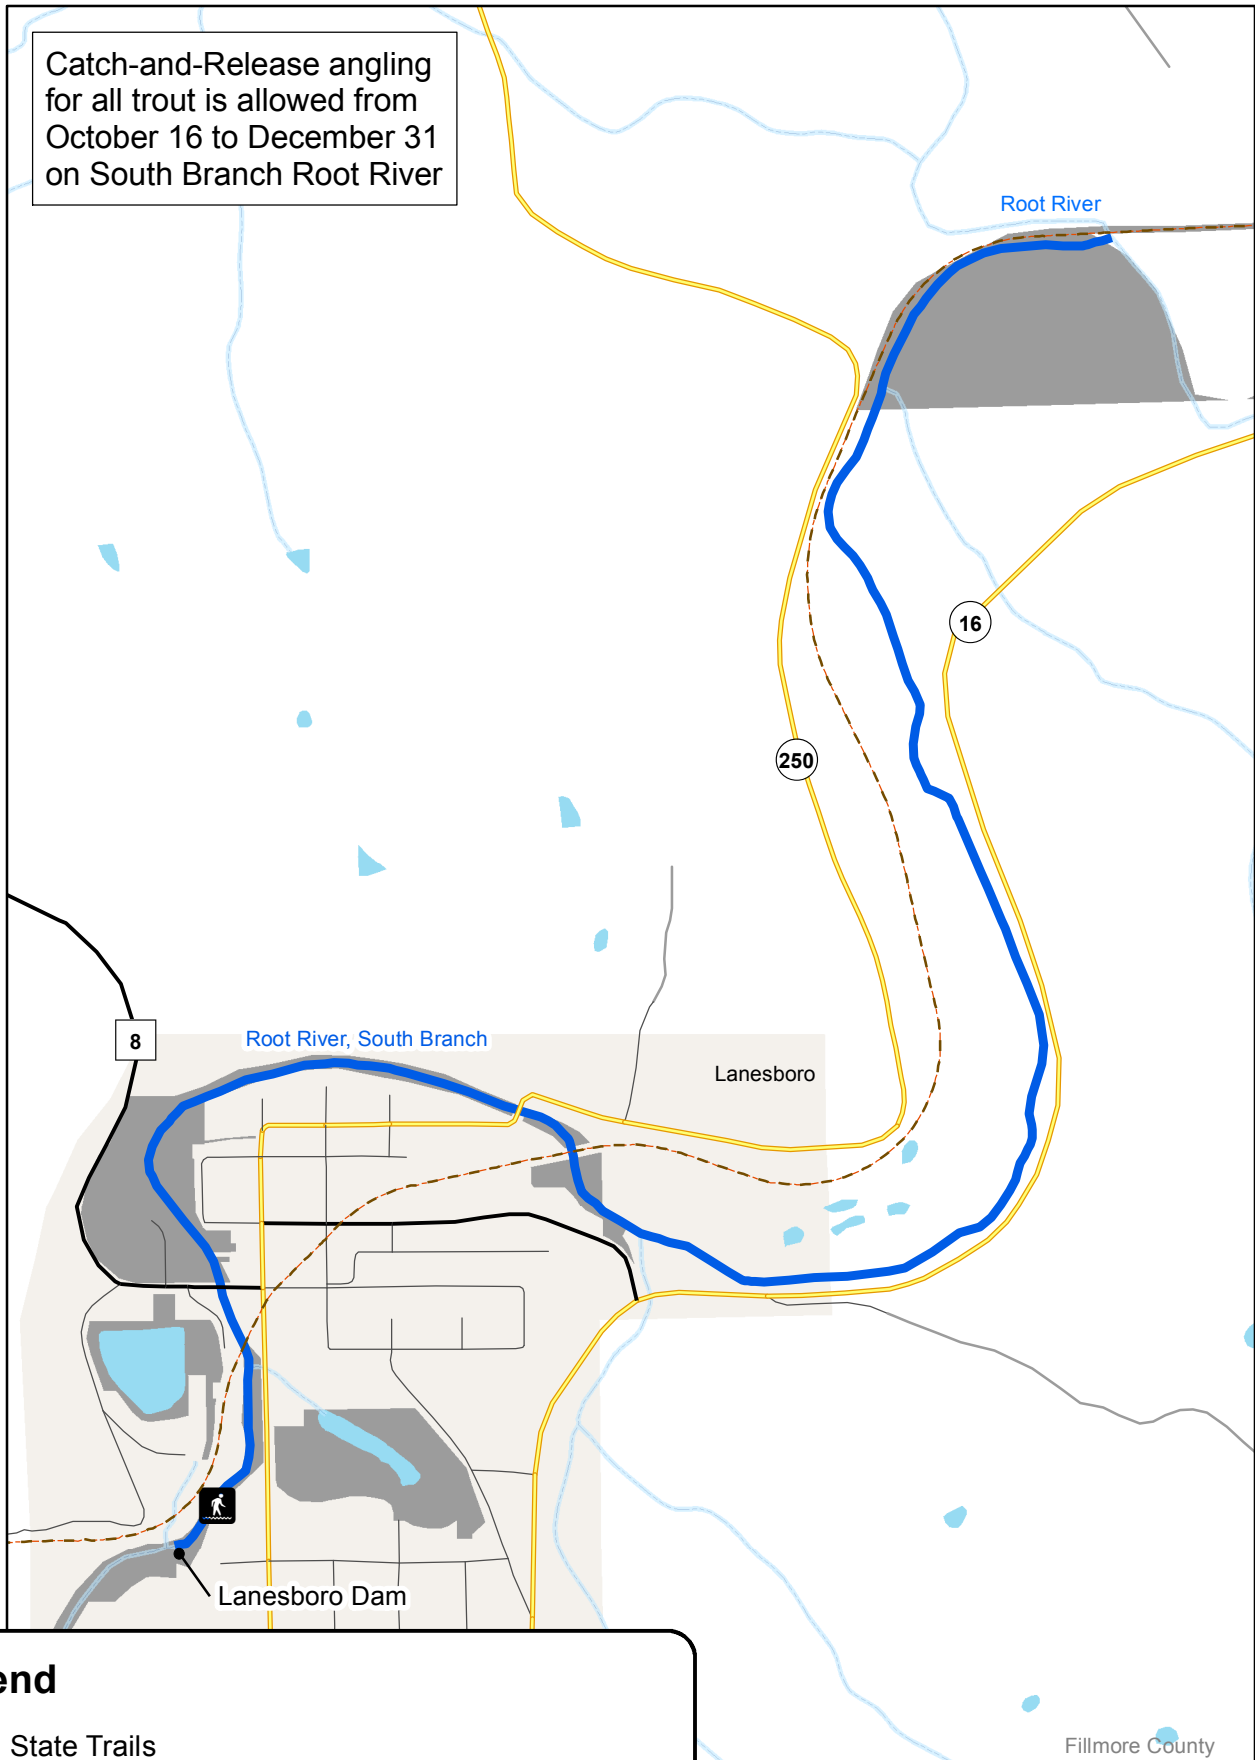 Catch-and-Release angling
for all trout is allowed from
October 16 to December 31
on South Branch Root River
Root River
16
250
8
Root River, South Branch
Lanesboro
Lanesboro Dam
end
State Trails
Fillmore County